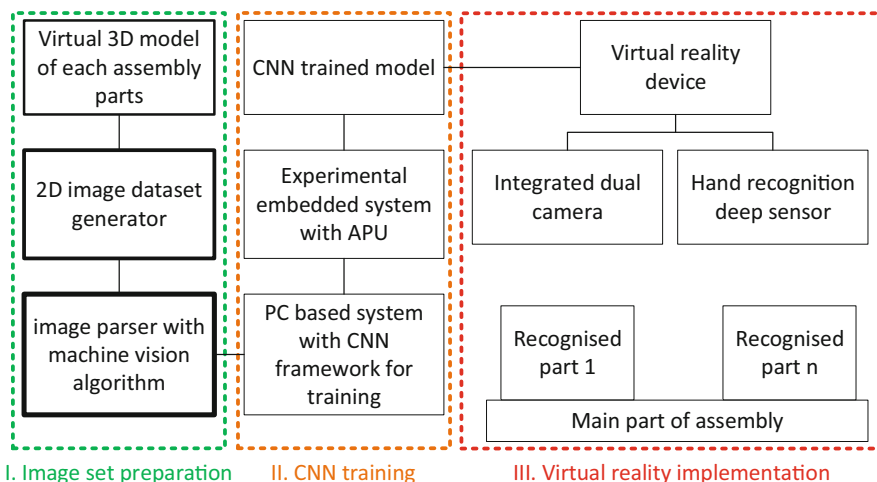 Virtual 3D model
of each assembly
parts
2D image dataset
generator
image parser with
machine vision
algorithm
I. Image set preparation
CNN trained model
Experimental
embedded system
with APU
PC based system
with CNN
framework for
training
II. CNN training
Virtual reality
device
Integrated dual
camera
Hand recognition
deep sensor
Recognised
part 1
Recognised
part n
Main part of assembly
III. Virtual reality implementation